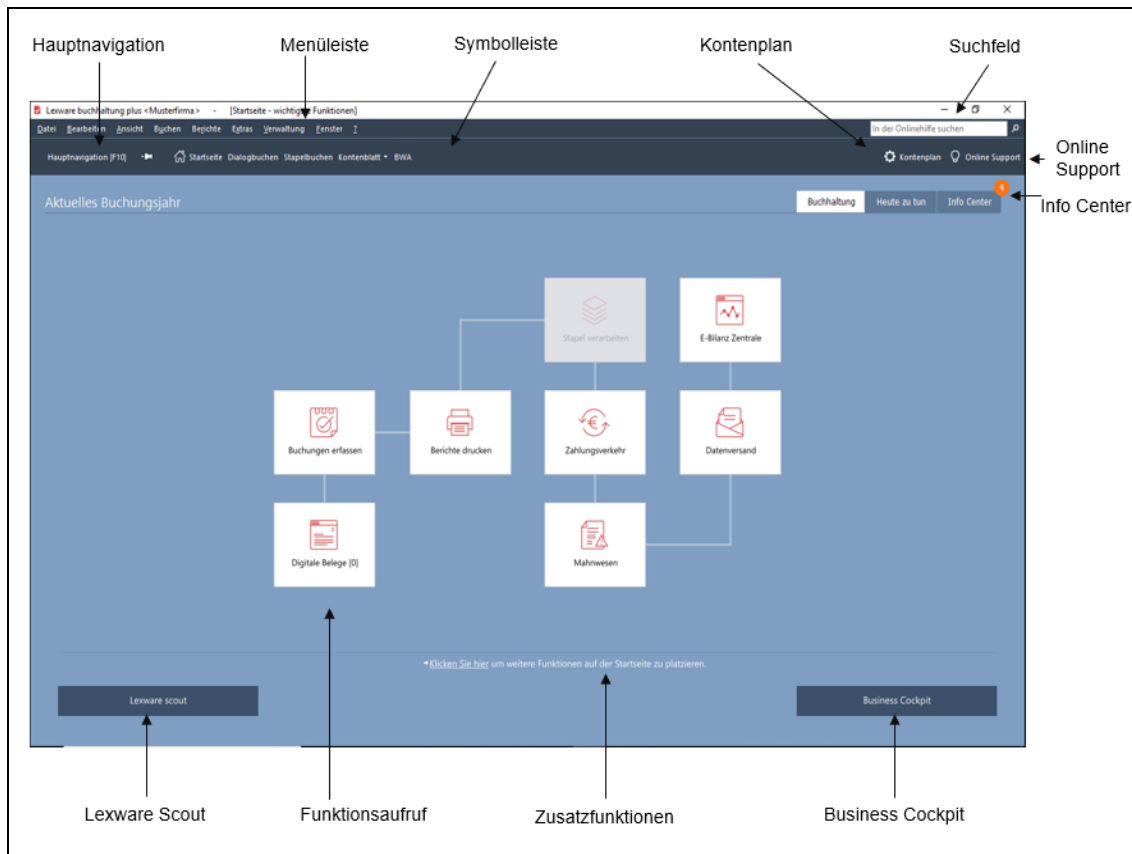 Hauptnavigation
Menüleiste
Symbolleiste
Kontenplan
Suchfeld
Lexware buchhaltung plus <Musterfirma> - [Startseite - wichtigste Funktionen]
Datei Bearbeiten Ansicht Buchen Berichte Extras Verwaltung Fenster ?
In der Onlinehilfe suchen
Hauptnavigation [F10] Startseite Dialogbuchen Stapelbuchen Kontenblatt BWA
Kontenplan Online Support
Online
Support
4
Info Center
Aktuelles Buchungsjahr
Buchhaltung Heute zu tun Info Center
Stapel verarbeiten
E-Bilanz Zentrale
Buchungen erfassen
Berichte drucken
Zahlungsverkehr
Datenversand
Digitale Belege [0]
Mahnwesen
Klicken Sie hier um weitere Funktionen auf der Startseite zu platzieren.
Lexware scout
Business Cockpit
Lexware Scout
Funktionsaufruf
Zusatzfunktionen
Business Cockpit